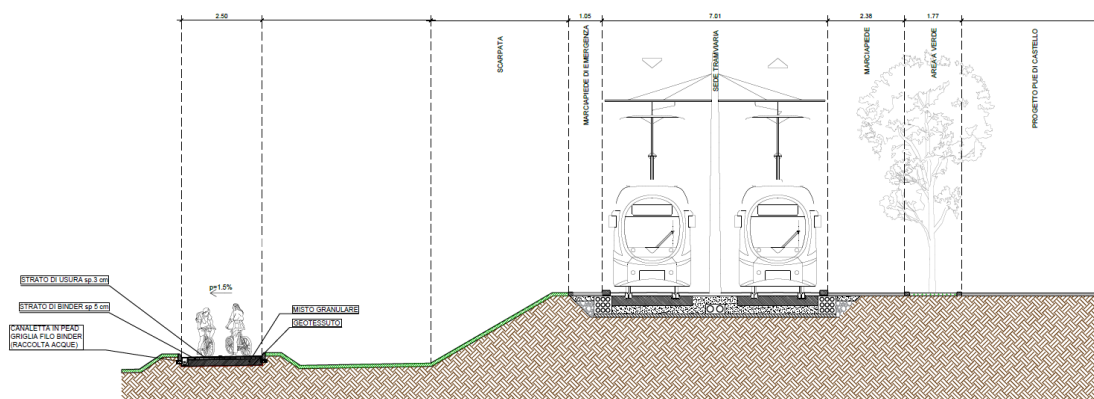 2.50
1.05
7.01
2.38
1.77
SCARPATA
MARCIAPIEDE DI EMERGENZA
SEDE TRAMVIARIA
MARCIAPIEDE
AREA A VERDE
PROGETTO PUE DI CASTELLO
STRATO DI USURA sp.3 cm
p=1.5%
STRATO DI BINDER sp 5 cm
MISTO GRANULARE
CANALETTA IN PEAD
GRIGLIA FILO BINDER
(RACCOLTA ACQUE)
GEOTESSUTO